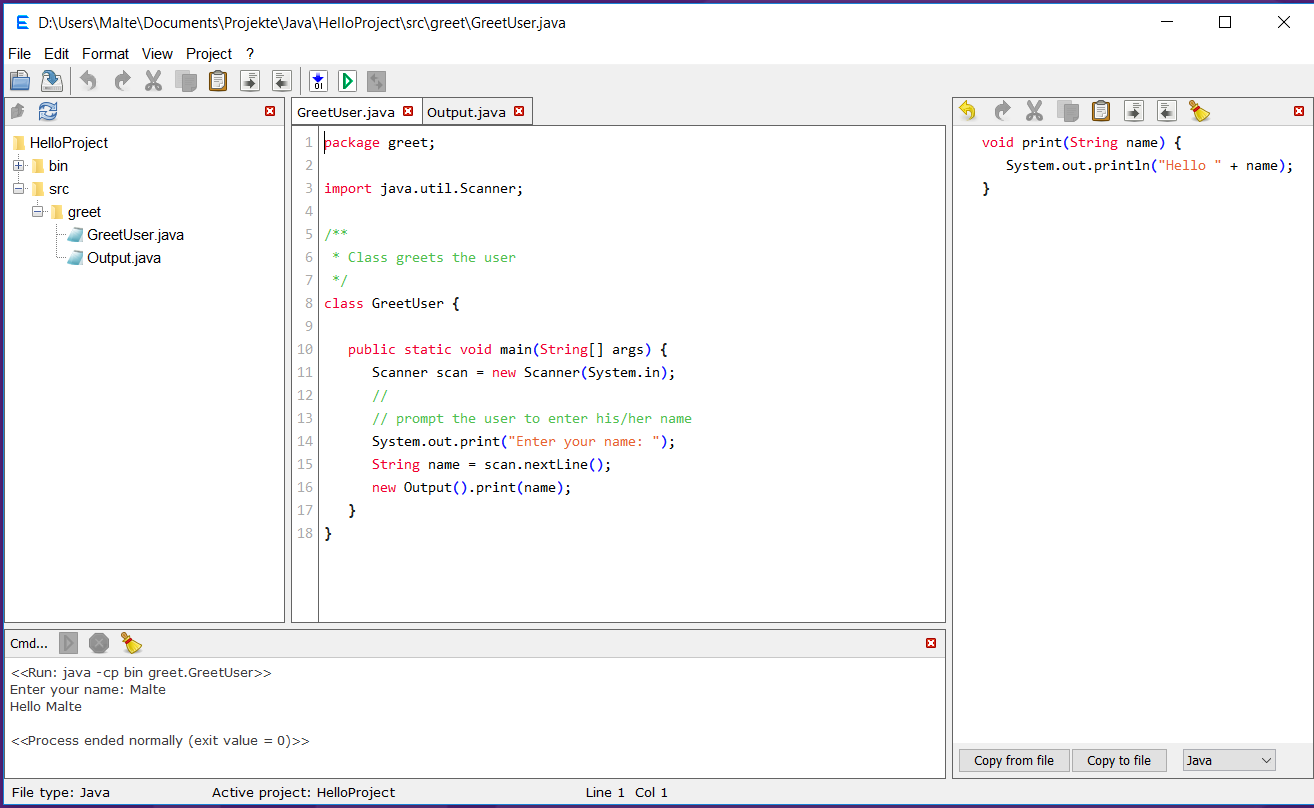 E D:\Users\Malte\Documents\Projekte\Java\HelloProject\src\greet\GreetUser.java
File Edit Format View Project ?
01
HelloProject
bin
src
greet
GreetUser.java
Output.java
GreetUser.java Output.java
1 package greet;
2
3 import java.util.Scanner;
4
5 /**
6  * Class greets the user
7  */
8 class GreetUser {
9
10    public static void main(String[] args) {
11       Scanner scan = new Scanner(System.in);
12       //
13       // prompt the user to enter his/her name
14       System.out.print("Enter your name: ");
15       String name = scan.nextLine();
16       new Output().print(name);
17    }
18 }
void print(String name) {
   System.out.println("Hello " + name);
}
Copy from file Copy to file Java
Cmd...
<<Run: java -cp bin greet.GreetUser>>
Enter your name: Malte
Hello Malte
<<Process ended normally (exit value = 0)>>
File type: Java Active project: HelloProject Line 1 Col 1